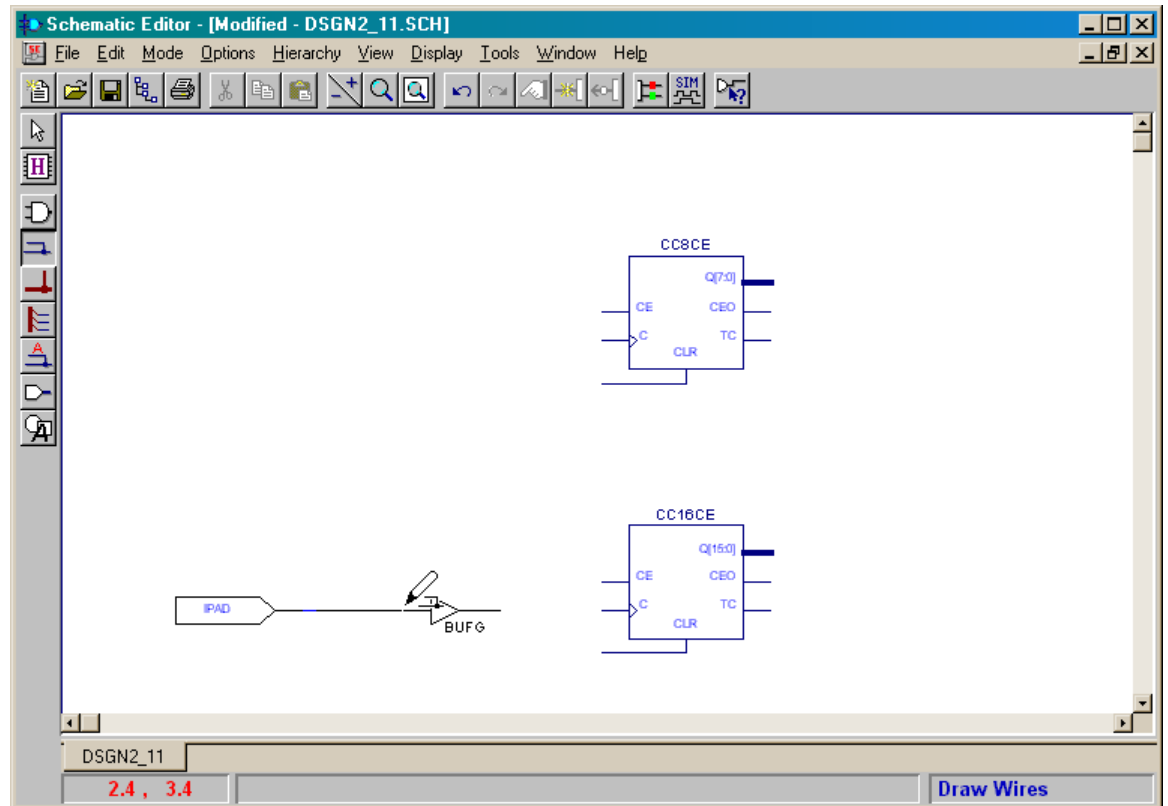 Schematic Editor - [Modified - DSGN2_11.SCH]
File Edit Mode Options Hierarchy View Display Tools Window Help
SIM
H
A
A
CC8CE
Q[7:0]
CE CEO
C TC
CLR
CC16CE
Q[15:0]
CE CEO
C TC
CLR
IPAD
BUFG
DSGN2_11
2.4 , 3.4 Draw Wires